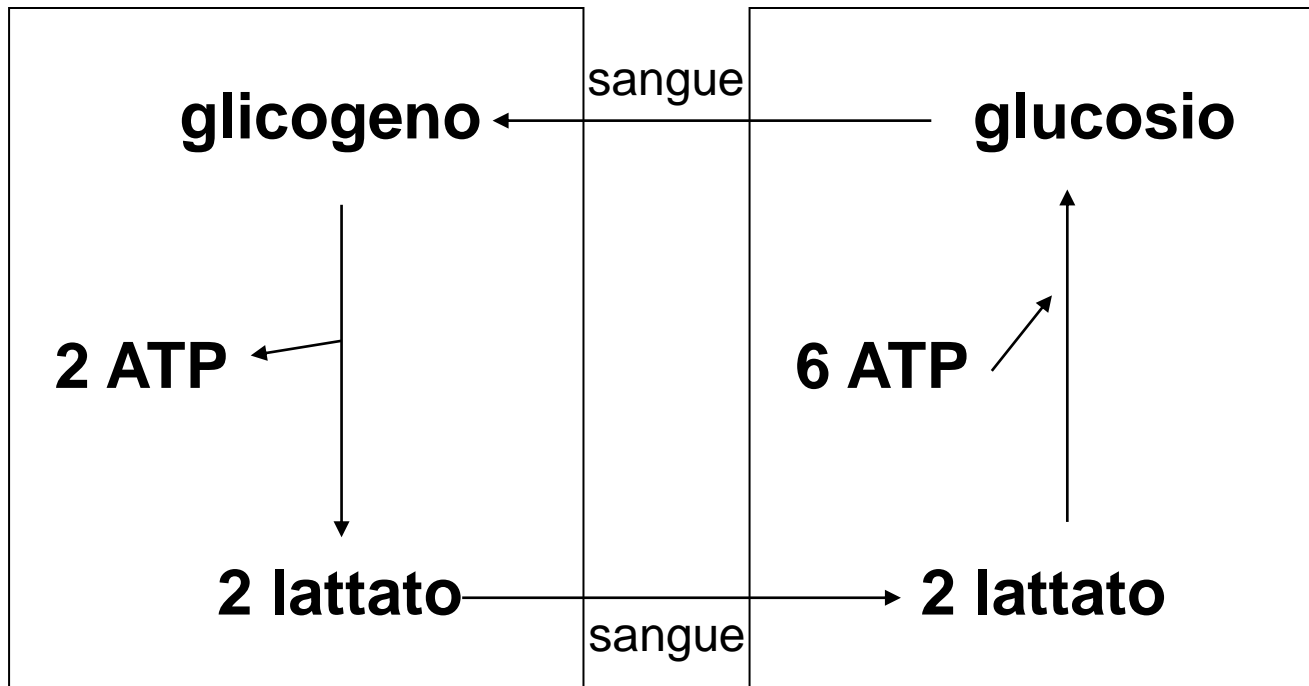 sangue
glicogeno
glucosio
2 ATP
6 ATP
2 lattato
2 lattato
sangue